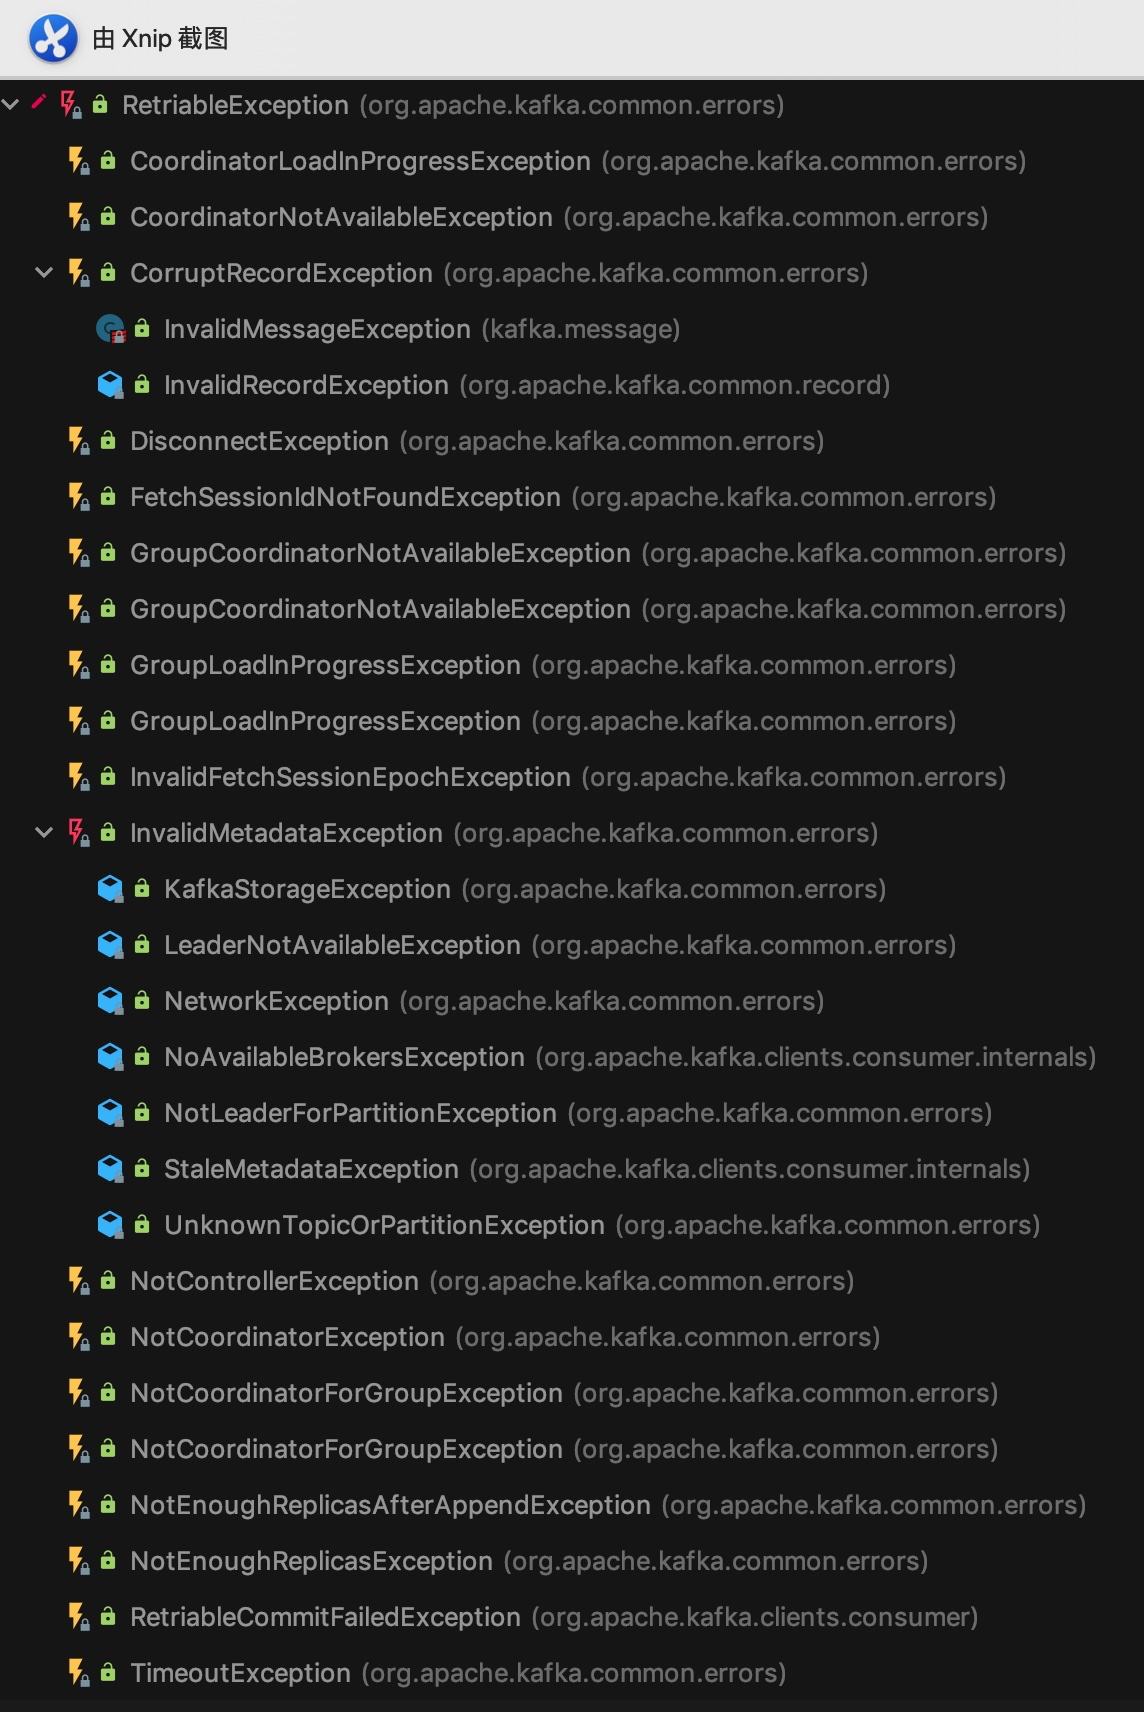 由 Xnip 截图
RetriableException (org.apache.kafka.common.errors)
CoordinatorLoadInProgressException (org.apache.kafka.common.errors)
CoordinatorNotAvailableException (org.apache.kafka.common.errors)
CorruptRecordException (org.apache.kafka.common.errors)
InvalidMessageException (kafka.message)
InvalidRecordException (org.apache.kafka.common.record)
DisconnectException (org.apache.kafka.common.errors)
FetchSessionIdNotFoundException (org.apache.kafka.common.errors)
GroupCoordinatorNotAvailableException (org.apache.kafka.common.errors)
GroupCoordinatorNotAvailableException (org.apache.kafka.common.errors)
GroupLoadInProgressException (org.apache.kafka.common.errors)
GroupLoadInProgressException (org.apache.kafka.common.errors)
InvalidFetchSessionEpochException (org.apache.kafka.common.errors)
InvalidMetadataException (org.apache.kafka.common.errors)
KafkaStorageException (org.apache.kafka.common.errors)
LeaderNotAvailableException (org.apache.kafka.common.errors)
NetworkException (org.apache.kafka.common.errors)
NoAvailableBrokersException (org.apache.kafka.clients.consumer.internals)
NotLeaderForPartitionException (org.apache.kafka.common.errors)
StaleMetadataException (org.apache.kafka.clients.consumer.internals)
UnknownTopicOrPartitionException (org.apache.kafka.common.errors)
NotControllerException (org.apache.kafka.common.errors)
NotCoordinatorException (org.apache.kafka.common.errors)
NotCoordinatorForGroupException (org.apache.kafka.common.errors)
NotCoordinatorForGroupException (org.apache.kafka.common.errors)
NotEnoughReplicasAfterAppendException (org.apache.kafka.common.errors)
NotEnoughReplicasException (org.apache.kafka.common.errors)
RetriableCommitFailedException (org.apache.kafka.clients.consumer)
TimeoutException (org.apache.kafka.common.errors)